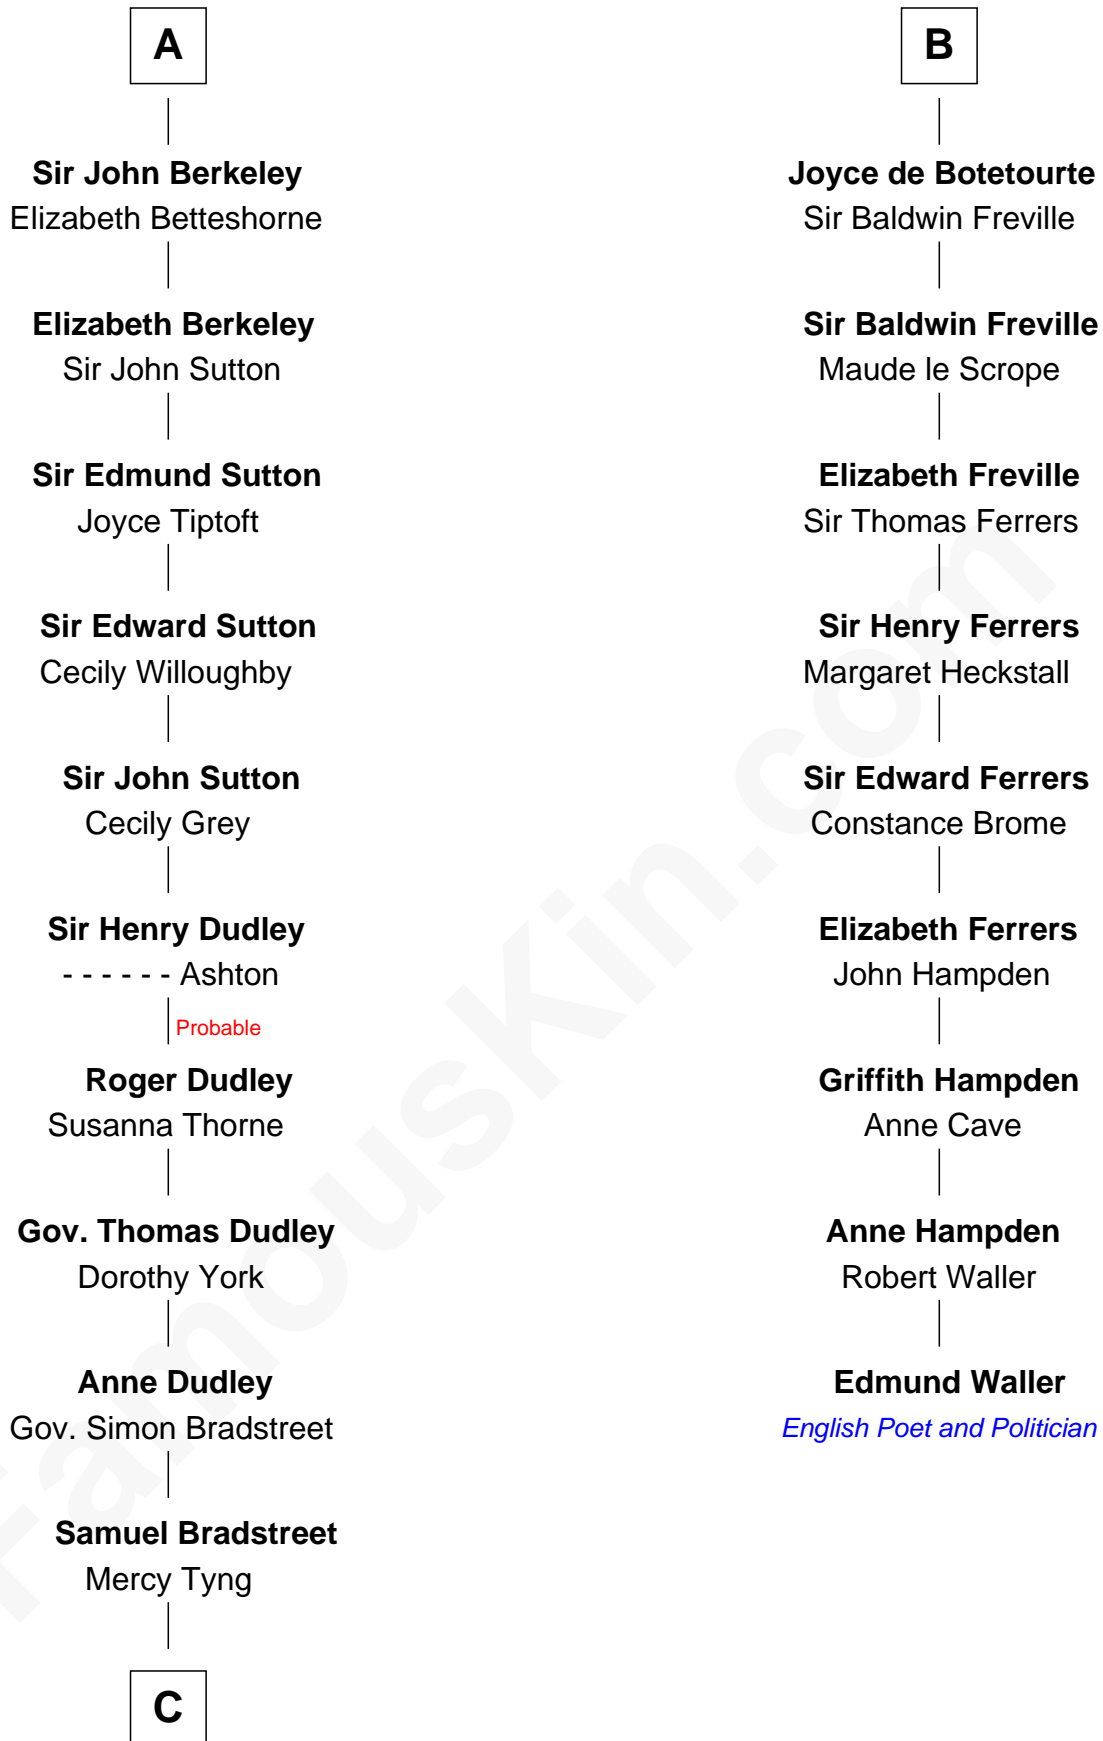 A
Sir John Berkeley
Elizabeth Betteshorne
Elizabeth Berkeley
Sir John Sutton
Sir Edmund Sutton
Joyce Tiptoft
Sir Edward Sutton
Cecily Willoughby
Sir John Sutton
Cecily Grey
Sir Henry Dudley
- - - - - - Ashton
Probable
Roger Dudley
Susanna Thorne
Gov. Thomas Dudley
Dorothy York
Anne Dudley
Gov. Simon Bradstreet
Samuel Bradstreet
Mercy Tyng
C
B
Joyce de Botetourte
Sir Baldwin Freville
Sir Baldwin Freville
Maude le Scrope
Elizabeth Freville
Sir Thomas Ferrers
Sir Henry Ferrers
Margaret Heckstall
Sir Edward Ferrers
Constance Brome
Elizabeth Ferrers
John Hampden
Griffith Hampden
Anne Cave
Anne Hampden
Robert Waller
Edmund Waller
English Poet and Politician
FamousKin.com